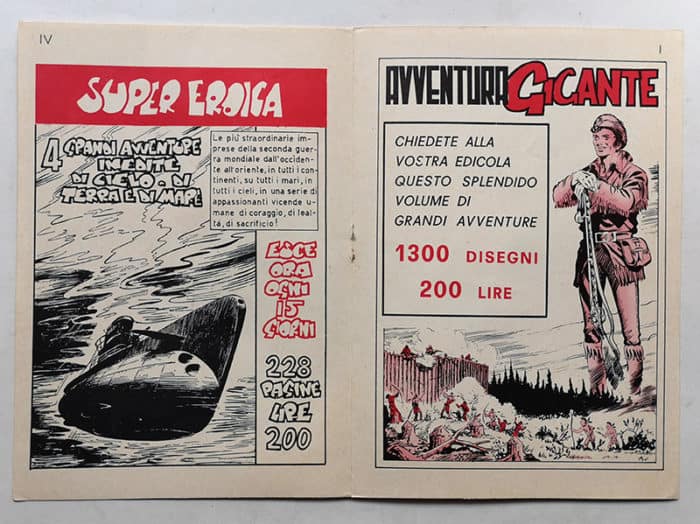 IV
SUPER EROICA
4 GRANDI AVVENTURE
INEDITE
DI CIELO - DI
TERRA E DI MARE
Le più straordinarie im-
prese della seconda guer-
ra mondiale dall'occiden-
te all'oriente, in tutti i con-
tinenti, su tutti i mari, in
tutti i cieli, in una serie di
appassionanti vicende u-
mane di coraggio, di leal-
tá, di sacrificio!
ESCE
ORA
OGNI
15
GIORNI
228
PAGINE
LIRE
200
I
AVVENTURA GIGANTE
CHIEDETE ALLA
VOSTRA EDICOLA
QUESTO SPLENDIDO
VOLUME DI
GRANDI AVVENTURE
1300 DISEGNI
200 LIRE